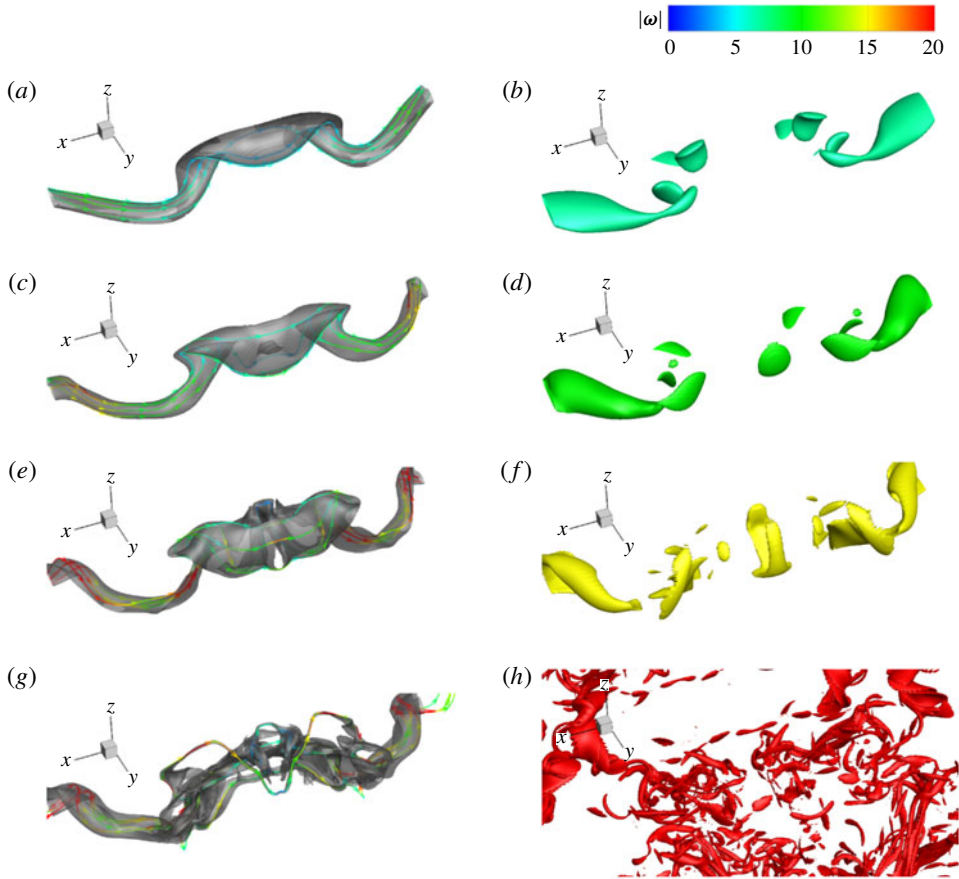 |ω|
0 5 10 15 20
(a) (b)
z z
x y x y
(c) (d)
z z
x y x y
(e) (f)
z z
x y x y
(g) (h)
z z
x y x y